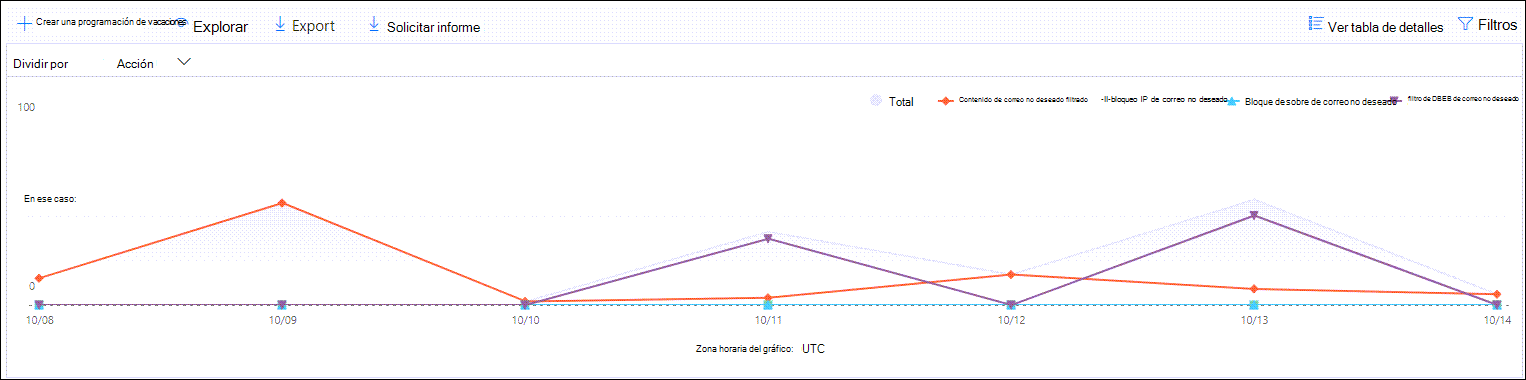 Crear una programación de vacaciones. Explorar Export Solicitar informe Ver tabla de detalles Filtros
Dividir por Acción
100
Total Contenido de correo no deseado filtrado -II-bloqueo IP de correo no deseado Bloque de sobre de correo no deseado filtro de DBEB de correo no deseado
En ese caso:
0
10/08 10/09 10/10 10/11 10/12 10/13 10/14
Zona horaria del gráfico: UTC